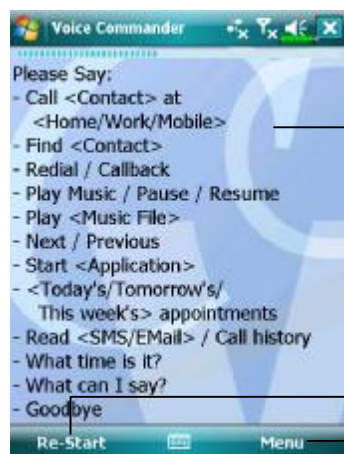 Voice Commander
Please Say:
- Call <Contact> at
<Home/Work/Mobile>
- Find <Contact>
- Redial / Callback
- Play Music / Pause / Resume
- Play <Music File>
- Next / Previous
- Start <Application>
- <Today's/Tomorrow's/
This week's> appointments
- Read <SMS/EMail> / Call history
- What time is it?
- What can I say?
- Goodbye
Re-Start Menu